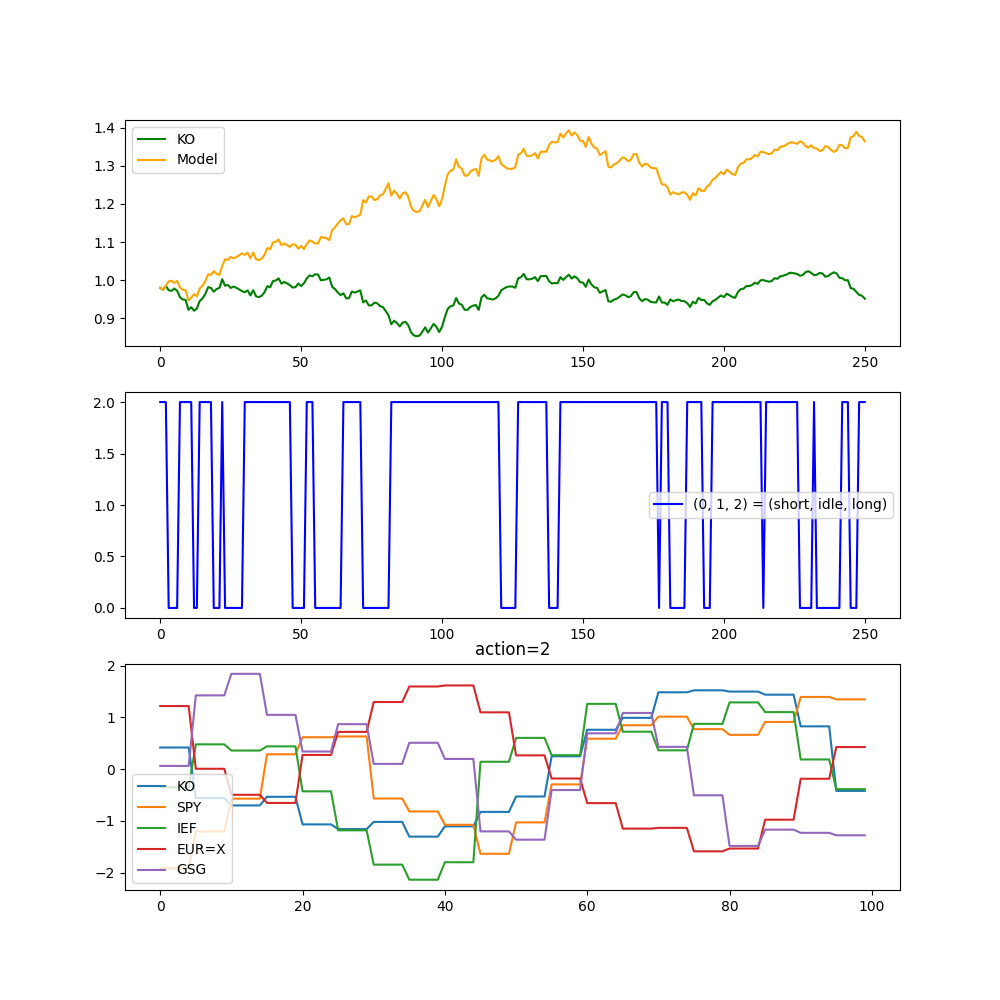 1.4
1.3
1.2
1.1
1.0
0.9
KO
Model
0 50 100 150 200 250
2.0
1.5
1.0
0.5
0.0
(0, 1, 2) = (short, idle, long)
0 50 100 150 200 250
action=2
2
1
0
−1
−2
KO
SPY
IEF
EUR=X
GSG
0 20 40 60 80 100